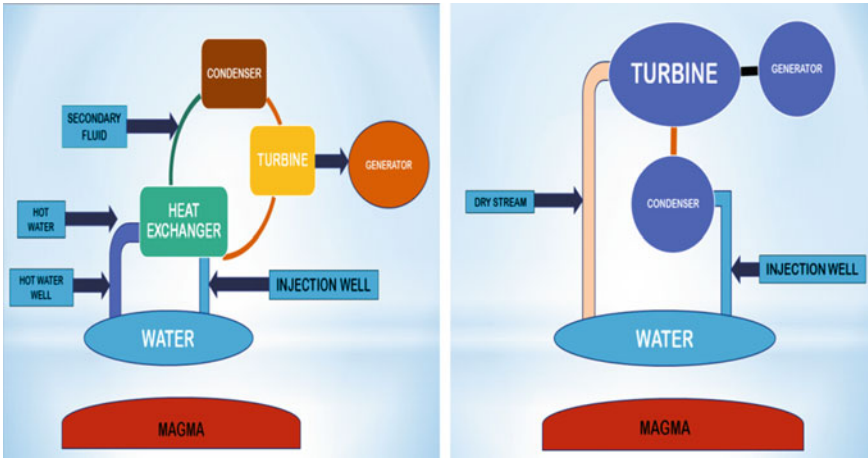 CONDENSER
SECONDARY
FLUID
TURBINE
GENERATOR
HOT
WATER
HEAT
EXCHANGER
HOT WATER
WELL
INJECTION WELL
WATER
MAGMA
TURBINE
GENERATOR
DRY STREAM
CONDENSER
INJECTION WELL
WATER
MAGMA